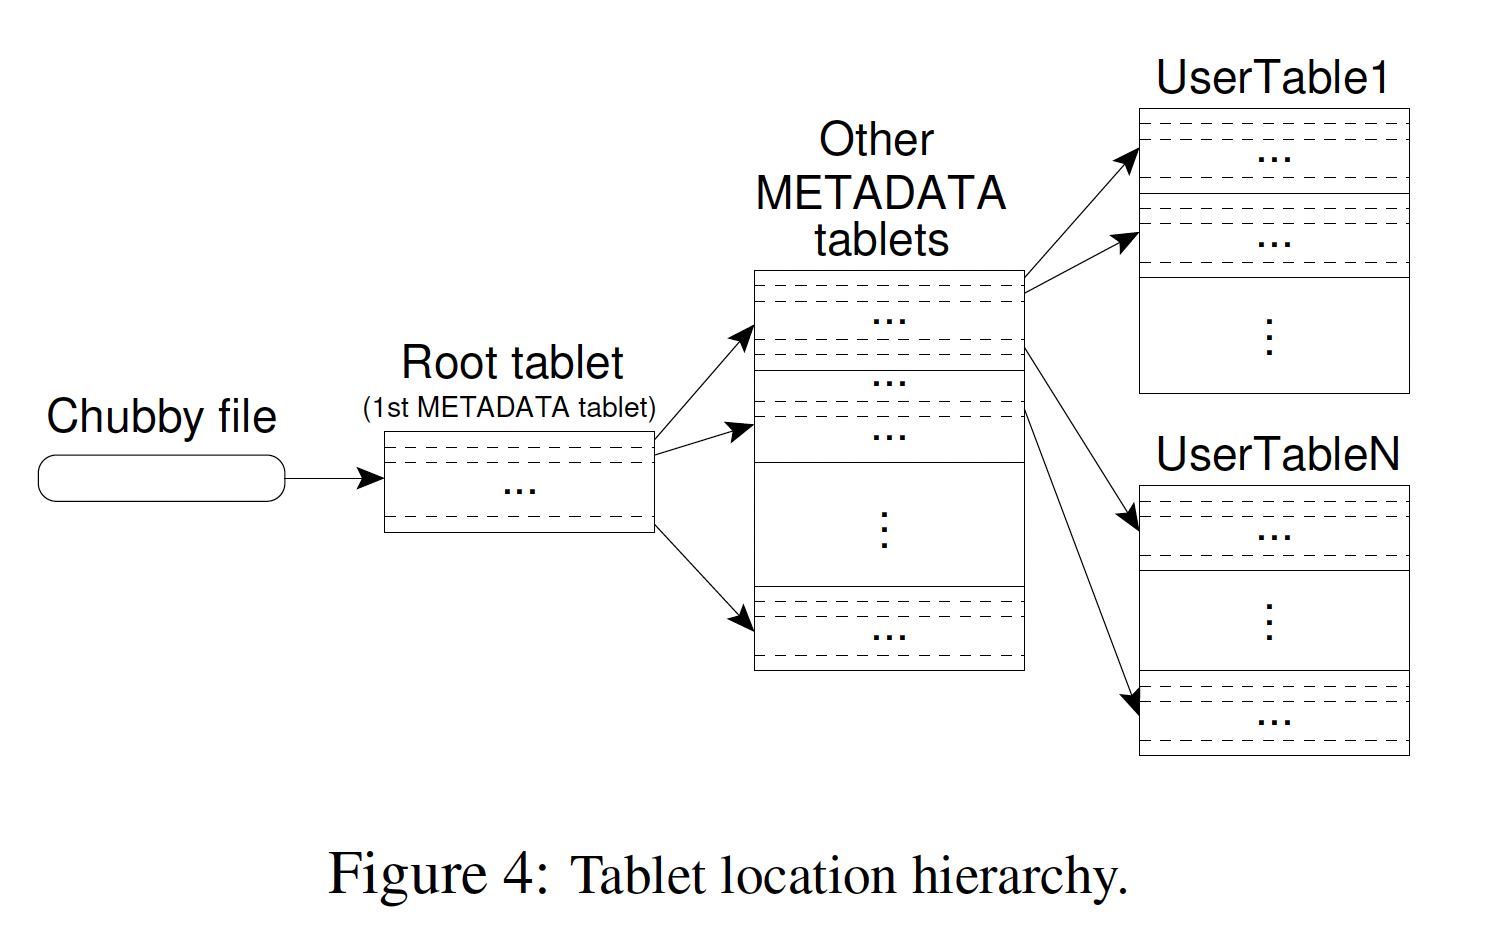 Chubby file
Root tablet
(1st METADATA tablet)
...
Other
METADATA
tablets
...
...
...
...
UserTable1
...
...
UserTableN
...
...
Figure 4: Tablet location hierarchy.